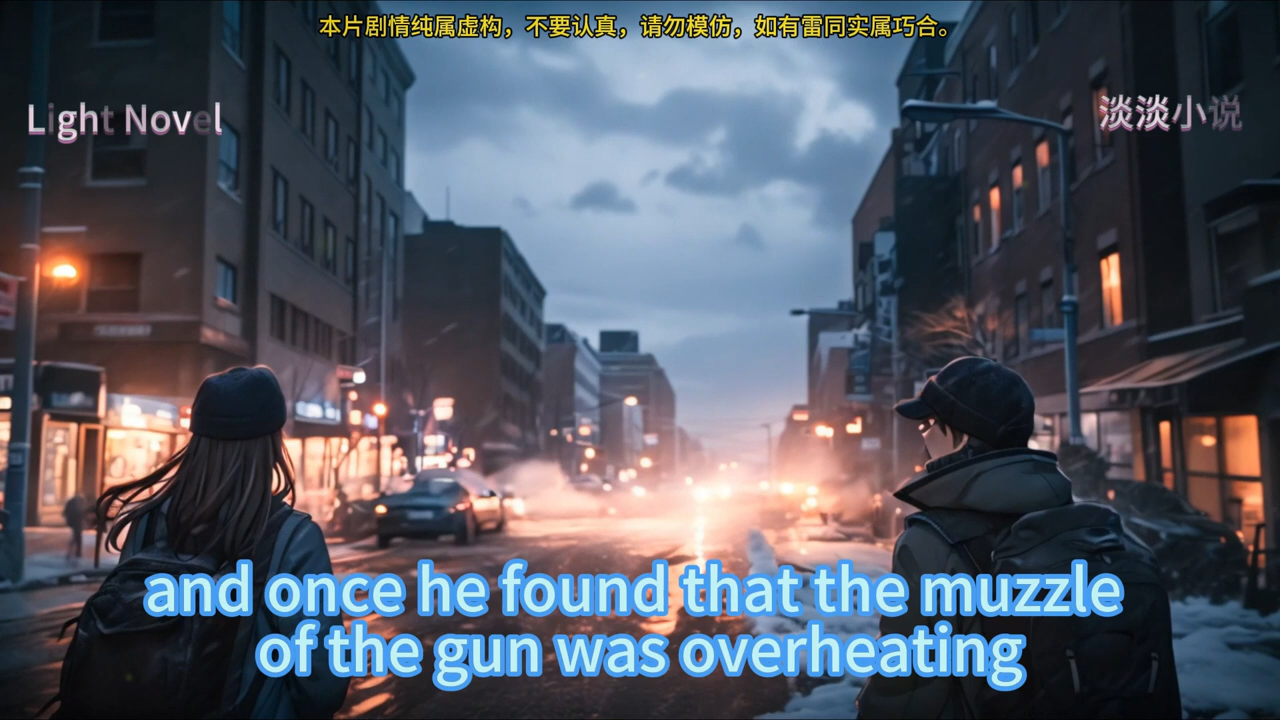 本片剧情纯属虚构，不要认真，请勿模仿，如有雷同实属巧合。
Light Novel
淡淡小说
and once he found that the muzzle
of the gun was overheating